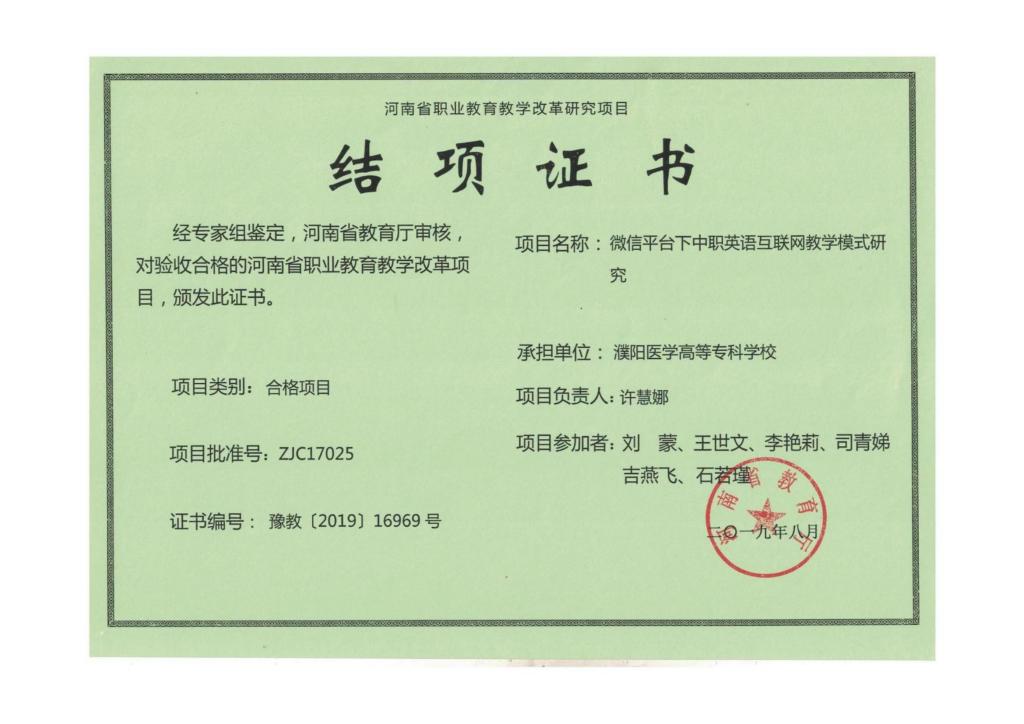 河南省职业教育教学改革研究项目
结 项 证 书
经专家组鉴定，河南省教育厅审核，
对验收合格的河南省职业教育教学改革项
目，颁发此证书。
项目类别：合格项目
项目批准号：ZJC17025
证书编号：豫教〔2019〕16969 号
项目名称：微信平台下中职英语互联网教学模式研
究
承担单位：濮阳医学高等专科学校
项目负责人：许慧娜
项目参加者：刘　蒙、王世文、李艳莉、司青娣
吉燕飞、石若瑾
河南省教育厅
二〇一九年八月